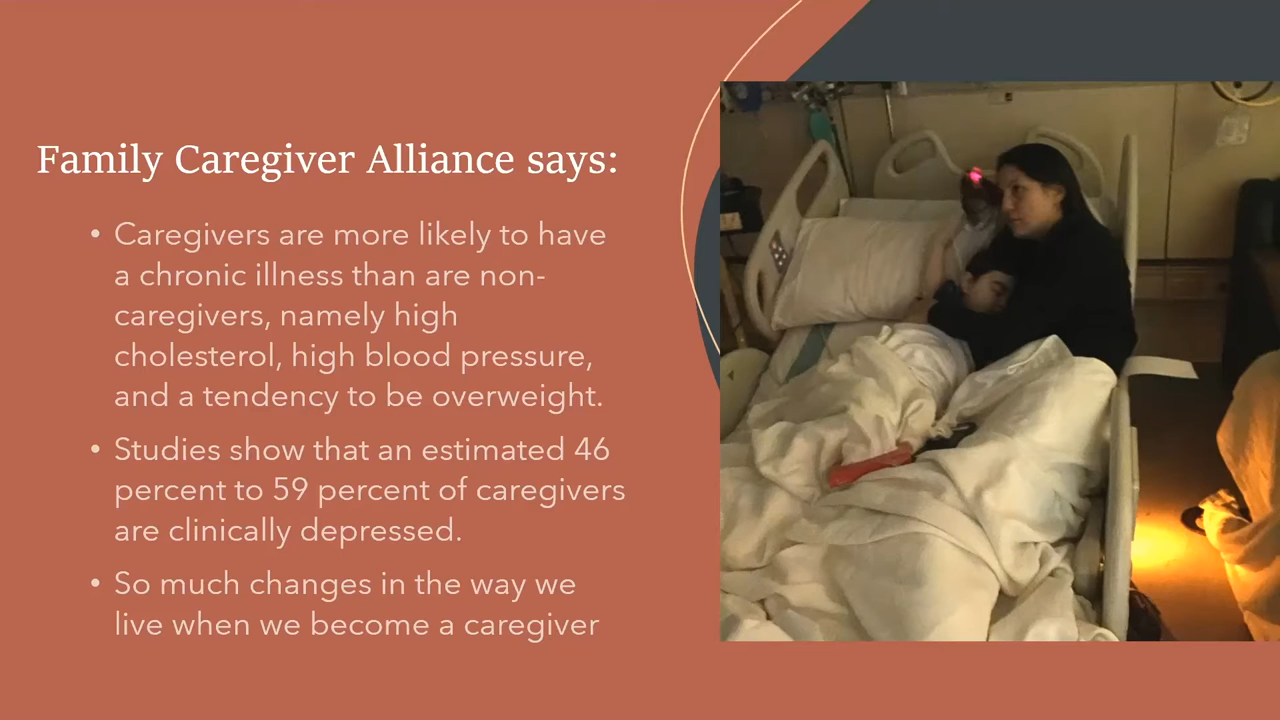 Family Caregiver Alliance says:
• Caregivers are more likely to have
a chronic illness than are non-
caregivers, namely high
cholesterol, high blood pressure,
and a tendency to be overweight.
• Studies show that an estimated 46
percent to 59 percent of caregivers
are clinically depressed.
• So much changes in the way we
live when we become a caregiver